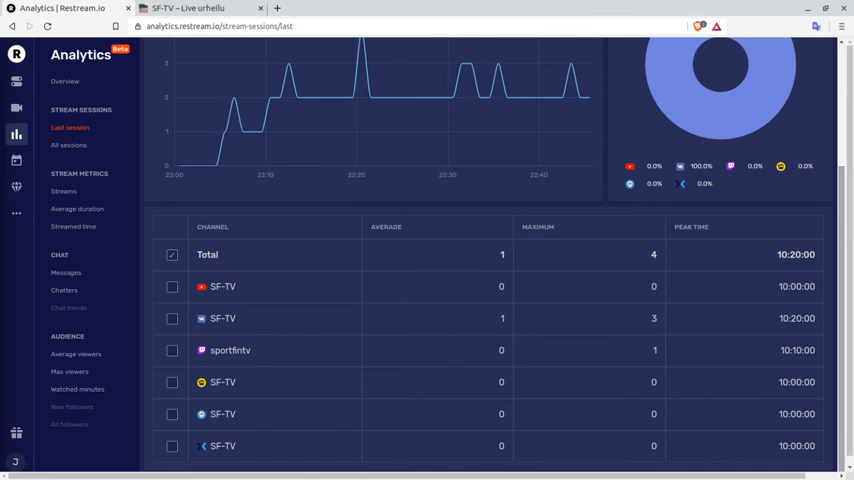 Analytics | Restream.io
SF-TV – Live urheilu
analytics.restream.io/stream-sessions/last
Analytics Beta
Overview
STREAM SESSIONS
Last session
All sessions
STREAM METRICS
Streams
Average duration
Streamed time
CHAT
Messages
Chatters
Chat trends
AUDIENCE
Average viewers
Max viewers
Watched minutes
New followers
All followers
R
J
3
2
1
0
22:00 22:10 22:20 22:30 22:40
0.0% 100.0% 0.0% 0.0%
0.0% 0.0%
CHANNEL AVERAGE MAXIMUM PEAK TIME
Total 1 4 10:20:00
SF-TV 0 0 10:00:00
SF-TV 1 3 10:20:00
sportfintv 0 1 10:10:00
SF-TV 0 0 10:00:00
SF-TV 0 0 10:00:00
SF-TV 0 0 10:00:00